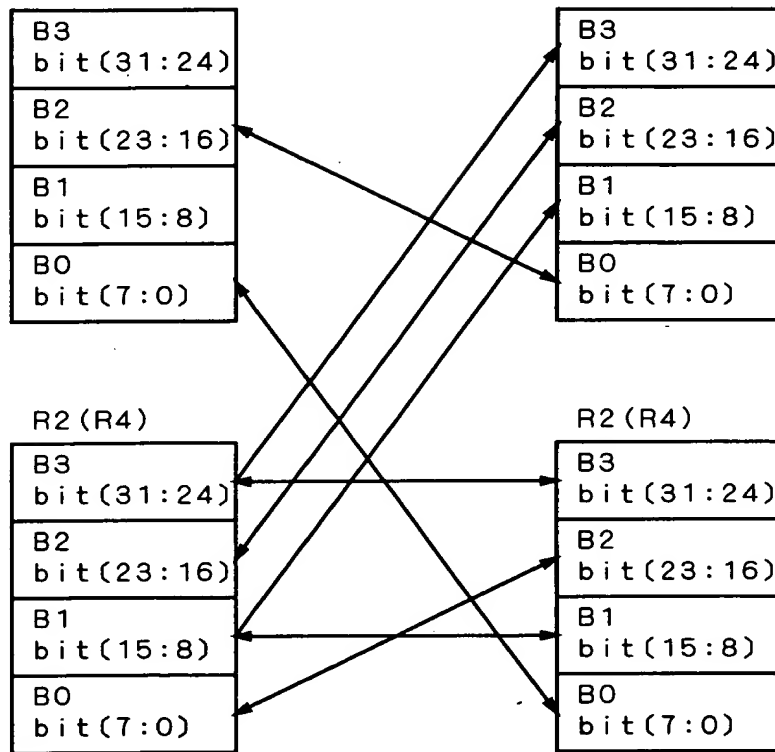 B3
bit(31:24)
B2
bit(23:16)
B1
bit(15:8)
B0
bit(7:0)
B3
bit(31:24)
B2
bit(23:16)
B1
bit(15:8)
B0
bit(7:0)
R2(R4)
B3
bit(31:24)
B2
bit(23:16)
B1
bit(15:8)
B0
bit(7:0)
R2(R4)
B3
bit(31:24)
B2
bit(23:16)
B1
bit(15:8)
B0
bit(7:0)